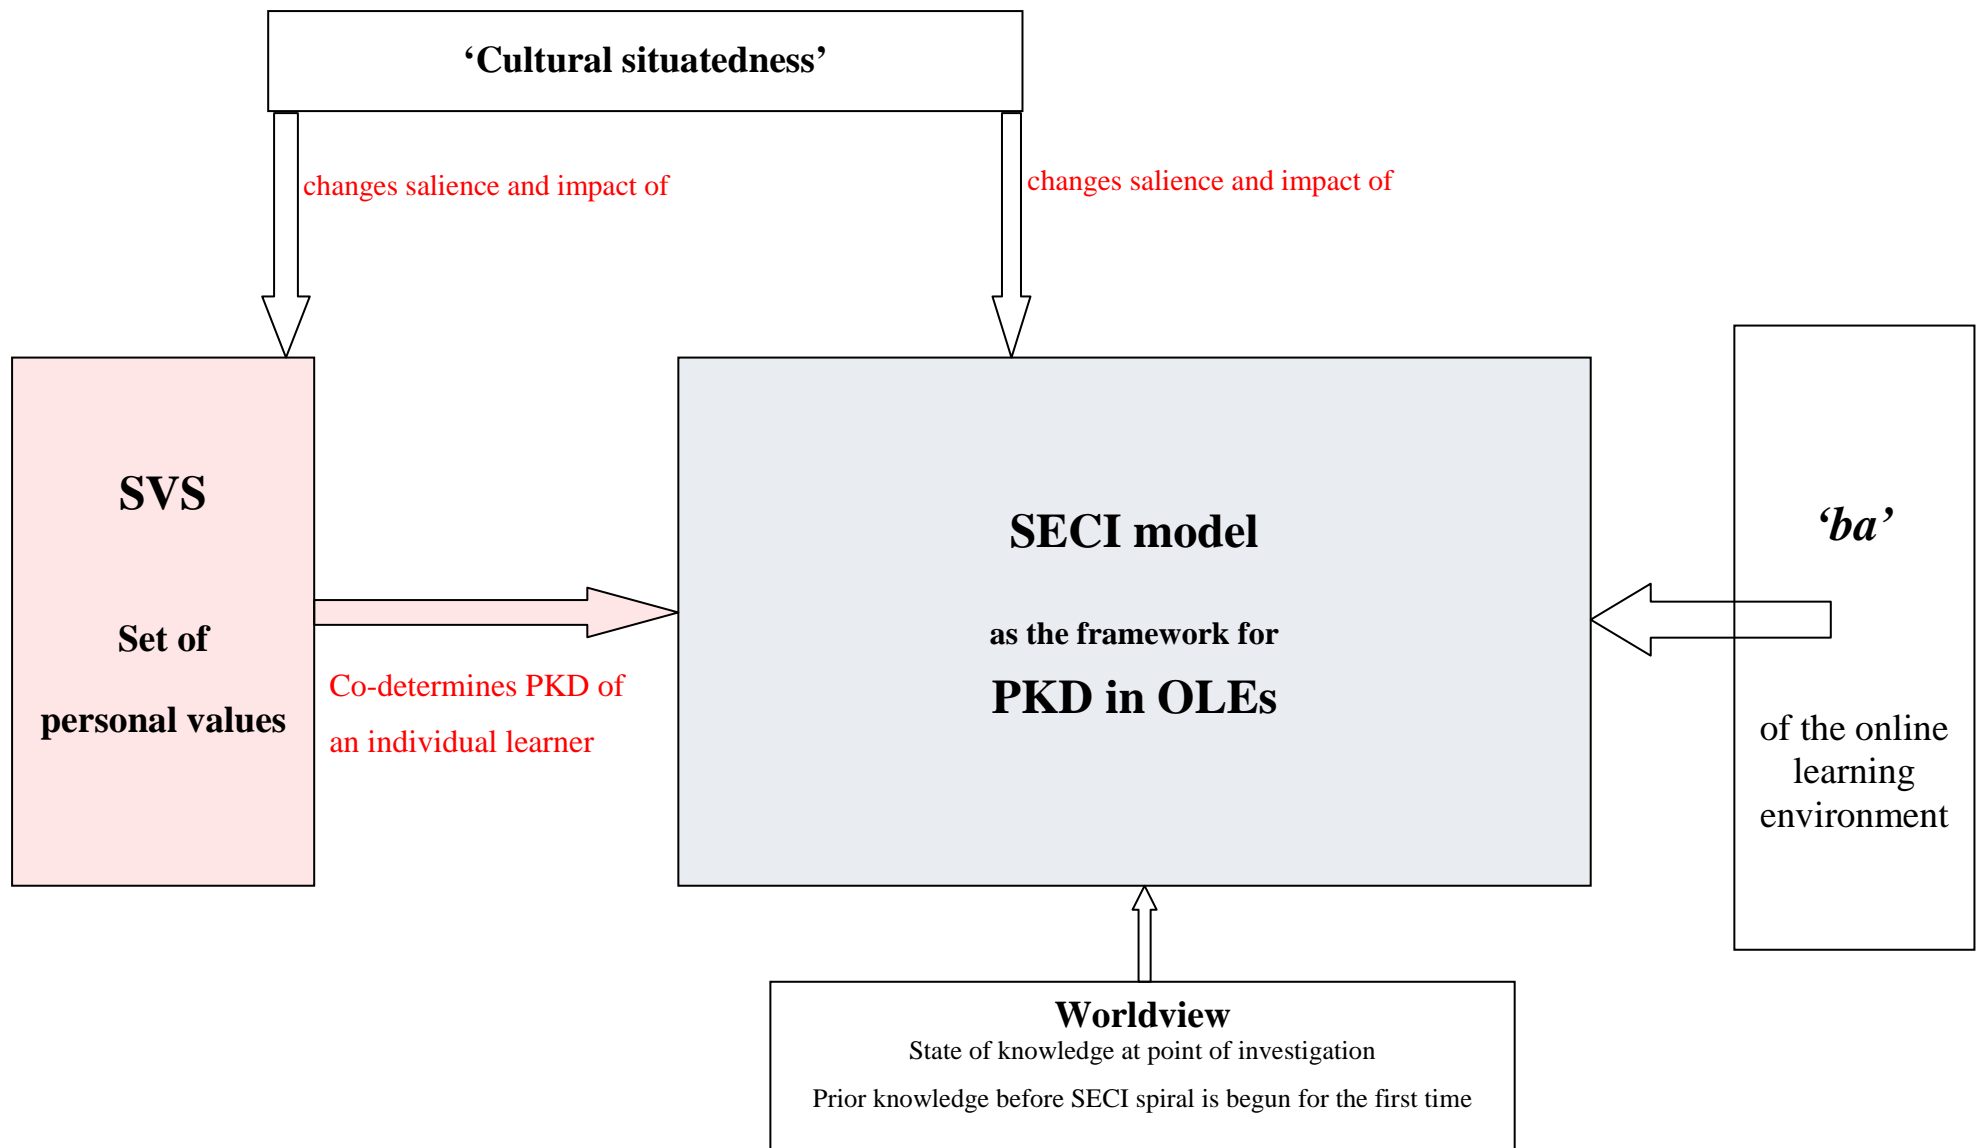 ‘Cultural situatedness’
changes salience and impact of
changes salience and impact of
SVS
Set of
personal values
Co-determines PKD of
an individual learner
SECI model
as the framework for
PKD in OLEs
‘ba’
of the online
learning
environment
Worldview
State of knowledge at point of investigation
Prior knowledge before SECI spiral is begun for the first time